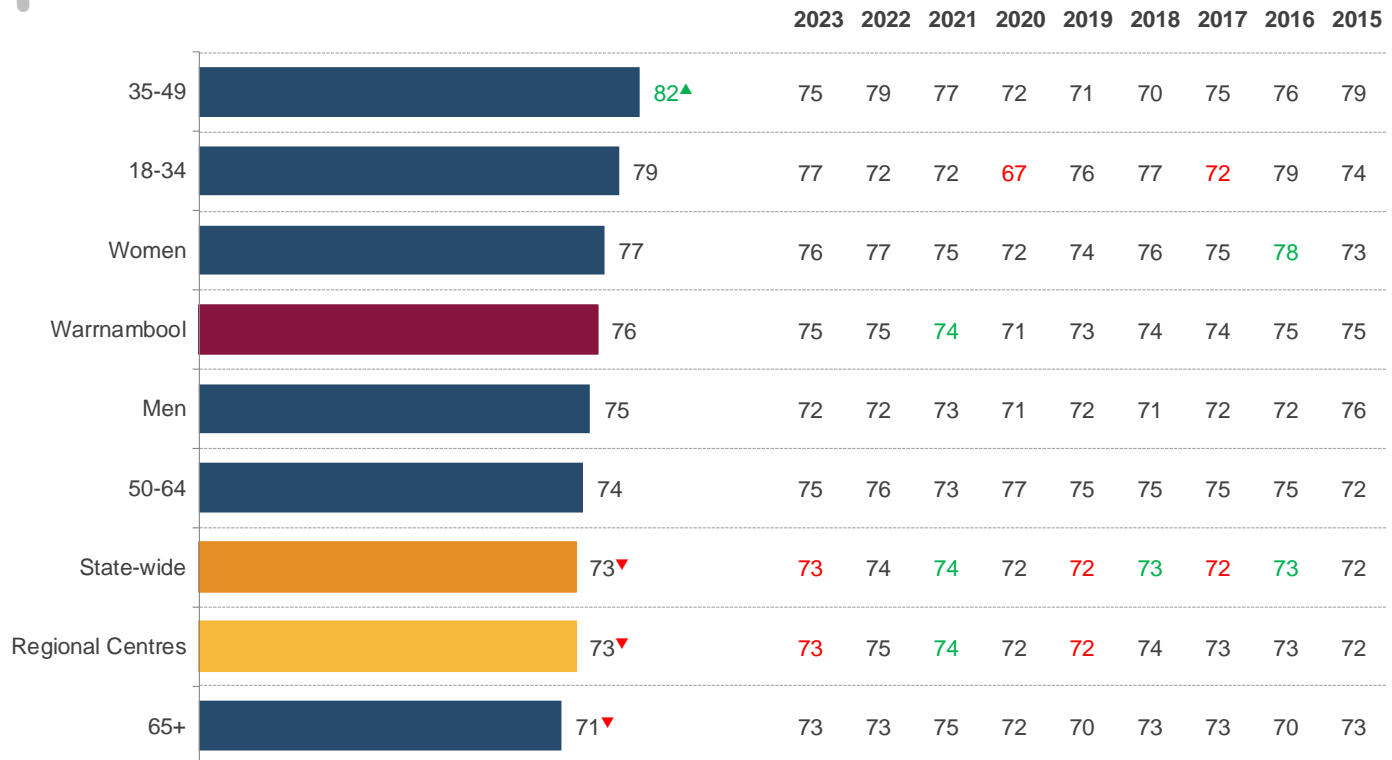 2023 2022 2021 2020 2019 2018 2017 2016 2015
35-49 82▲ 75 79 77 72 71 70 75 76 79
18-34 79 77 72 72 67 76 77 72 79 74
Women 77 76 77 75 72 74 76 75 78 73
Warrnambool 76 75 75 74 71 73 74 74 75 75
Men 75 72 72 73 71 72 71 72 72 76
50-64 74 75 76 73 77 75 75 75 75 72
State-wide 73▼ 73 74 74 72 72 73 72 73 72
Regional Centres 73▼ 73 75 74 72 72 74 73 73 72
65+ 71▼ 73 73 75 72 70 73 73 70 73